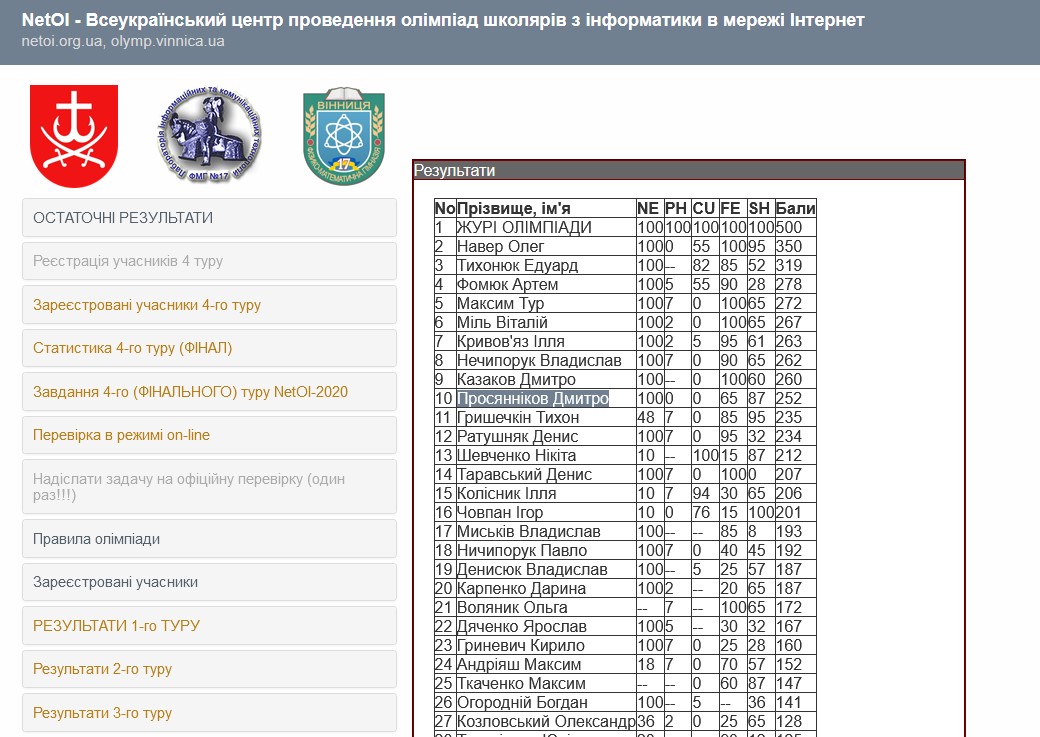 NetOI - Всеукраїнський центр проведення олімпіад школярів з інформатики в мережі Інтернет
netoi.org.ua, olymp.vinnica.ua
Лабораторія інформаційних та комунікаційних технологій
ФМГ №17
ВІННИЦЯ
ФІЗИКО-МАТЕМАТИЧНА ГІМНАЗІЯ
17
ОСТАТОЧНІ РЕЗУЛЬТАТИ
Реєстрація учасників 4 туру
Зареєстровані учасники 4-го туру
Статистика 4-го туру (ФІНАЛ)
Завдання 4-го (ФІНАЛЬНОГО) туру NetOI-2020
Перевірка в режимі on-line
Надіслати задачу на офіційну перевірку (один
раз!!!)
Правила олімпіади
Зареєстровані учасники
РЕЗУЛЬТАТИ 1-го ТУРУ
Результати 2-го туру
Результати 3-го туру
Результати
No Прізвище, ім'я NE PH CU FE SH Бали
1 ЖУРІ ОЛІМПІАДИ 100 100 100 100 100 500
2 Навер Олег 100 0 55 100 95 350
3 Тихонюк Едуард 100 -- 82 85 52 319
4 Фомюк Артем 100 5 55 90 28 278
5 Максим Тур 100 7 0 100 65 272
6 Міль Віталій 100 2 0 100 65 267
7 Кривов'яз Ілля 100 2 5 95 61 263
8 Нечипорук Владислав 100 7 0 90 65 262
9 Казаков Дмитро 100 -- 0 100 60 260
10 Просянніков Дмитро 100 0 0 65 87 252
11 Гришечкін Тихон 48 7 0 85 95 235
12 Ратушняк Денис 100 7 0 95 32 234
13 Шевченко Нікіта 10 -- 100 15 87 212
14 Таравський Денис 100 7 0 100 0 207
15 Колісник Ілля 10 7 94 30 65 206
16 Човпан Ігор 10 0 76 15 100 201
17 Миськів Владислав 100 -- -- 85 8 193
18 Ничипорук Павло 100 7 0 40 45 192
19 Денисюк Владислав 100 -- 5 25 57 187
20 Карпенко Дарина 100 2 -- 20 65 187
21 Воляник Ольга -- 7 -- 100 65 172
22 Дяченко Ярослав 100 5 -- 30 32 167
23 Гриневич Кирило 100 7 0 25 28 160
24 Андріяш Максим 18 7 0 70 57 152
25 Ткаченко Максим -- -- 0 60 87 147
26 Огородній Богдан 100 -- 5 -- 36 141
27 Козловський Олександр 36 2 0 25 65 128